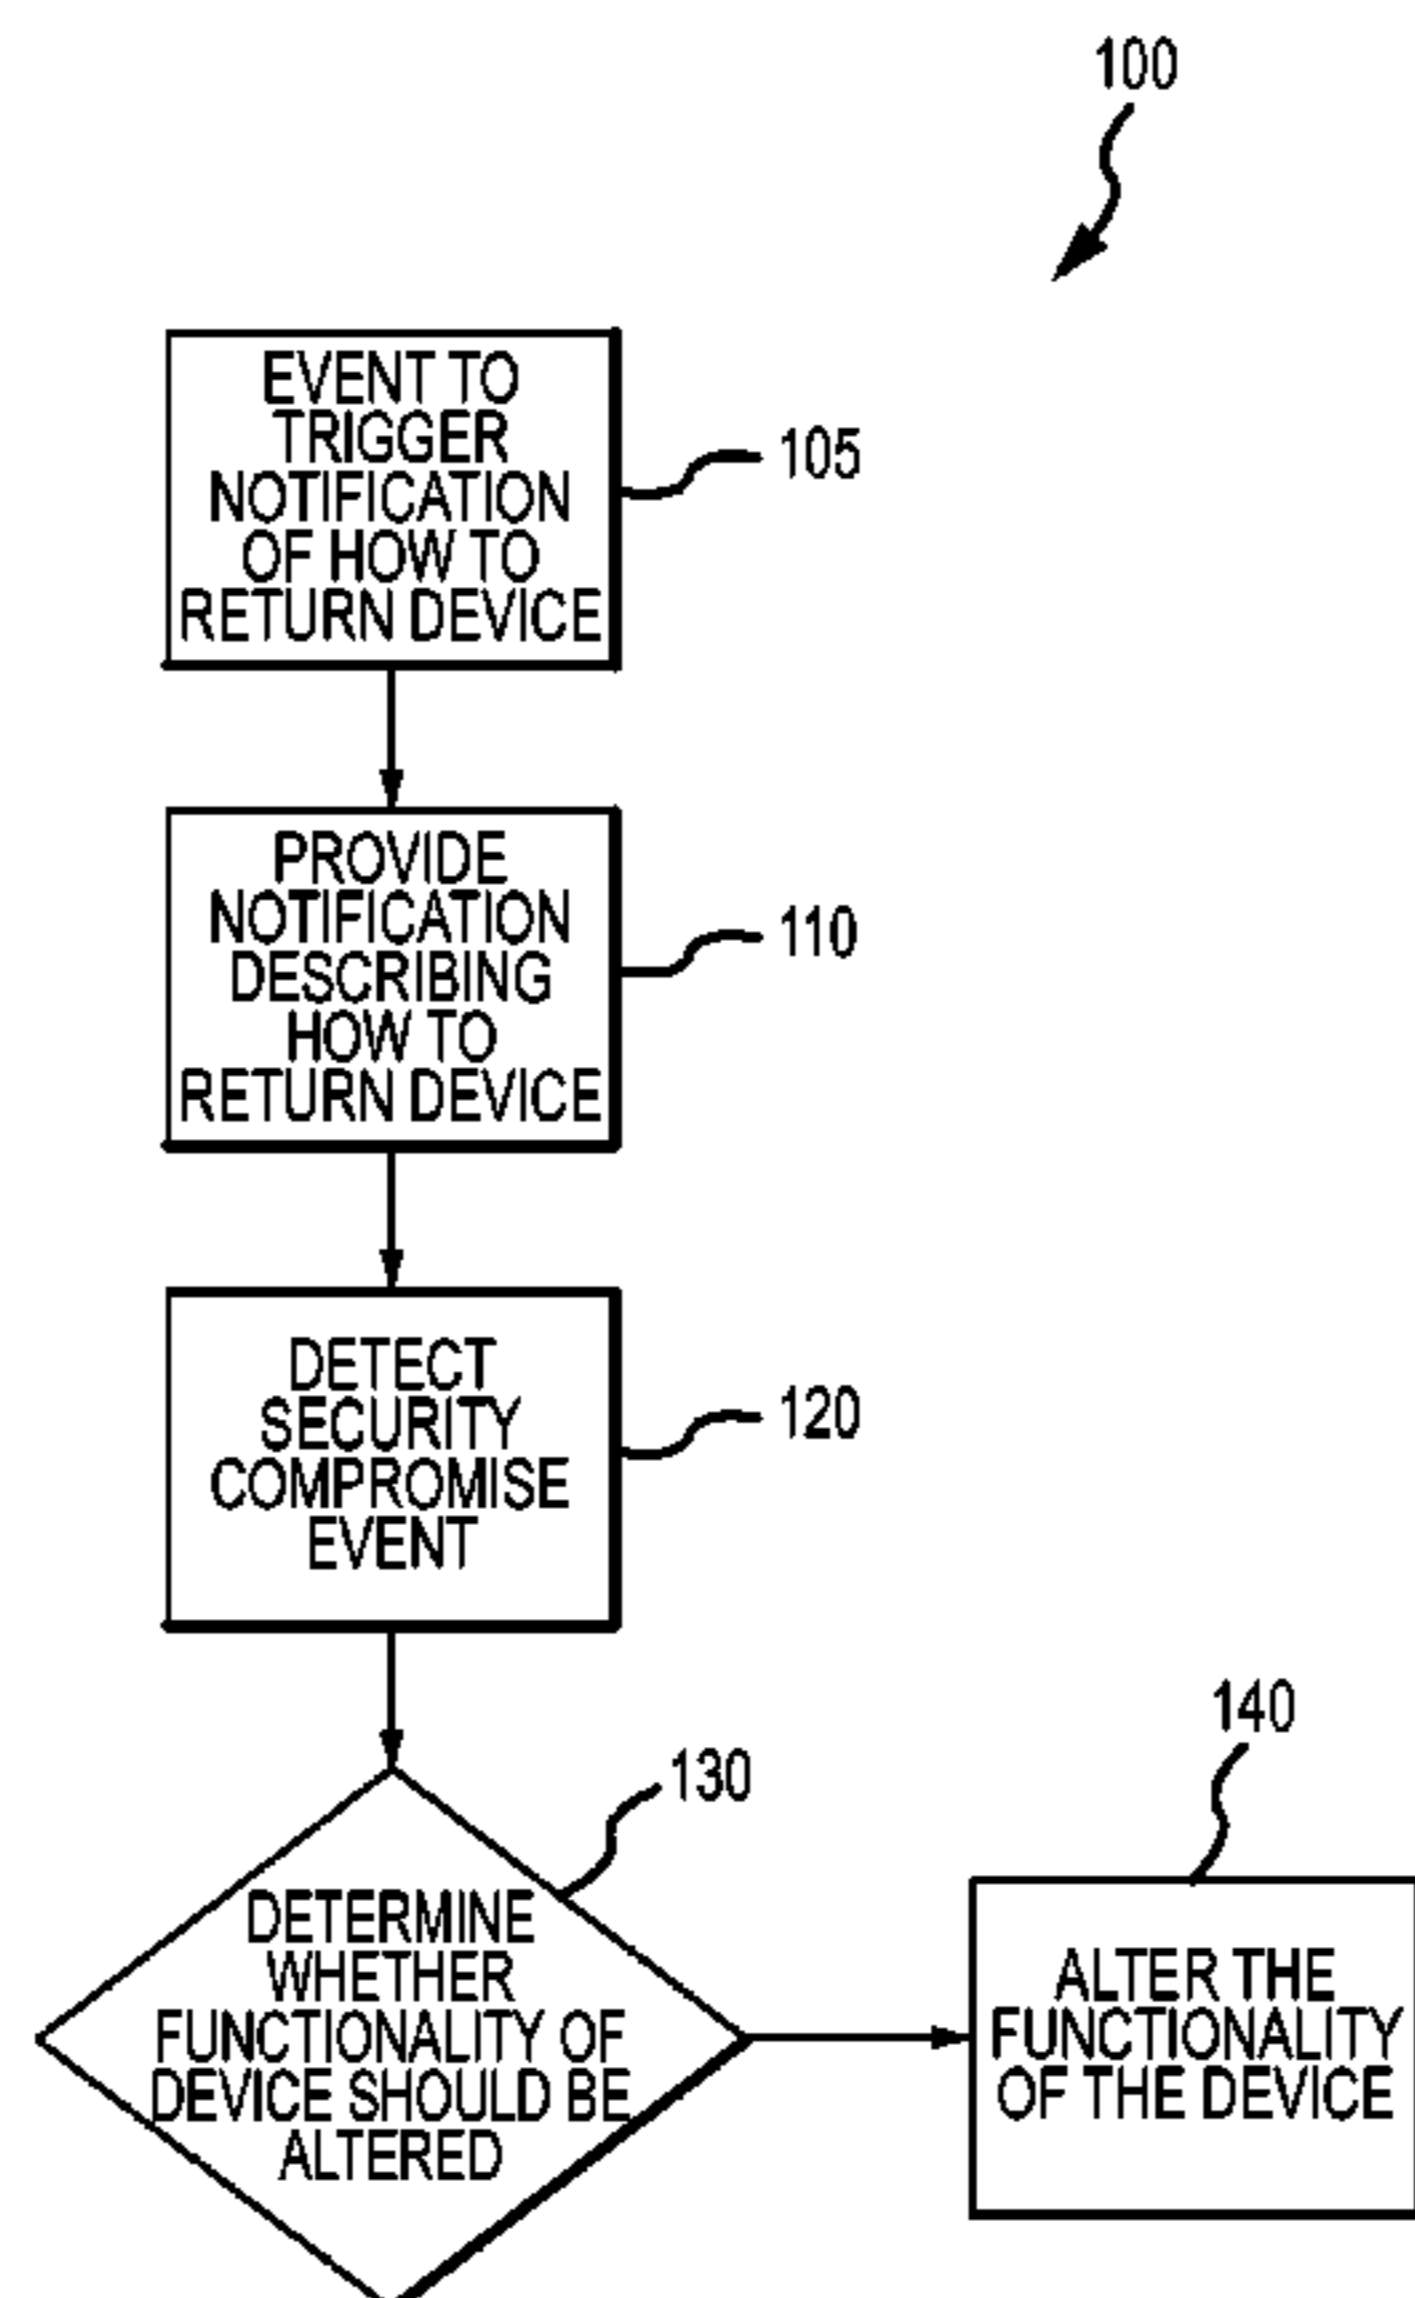 100
EVENT TO
TRIGGER
NOTIFICATION
OF HOW TO
RETURN DEVICE
105
PROVIDE
NOTIFICATION
DESCRIBING
HOW TO
RETURN DEVICE
110
DETECT
SECURITY
COMPROMISE
EVENT
120
130
DETERMINE
WHETHER
FUNCTIONALITY OF
DEVICE SHOULD BE
ALTERED
140
ALTER THE
FUNCTIONALITY
OF THE DEVICE